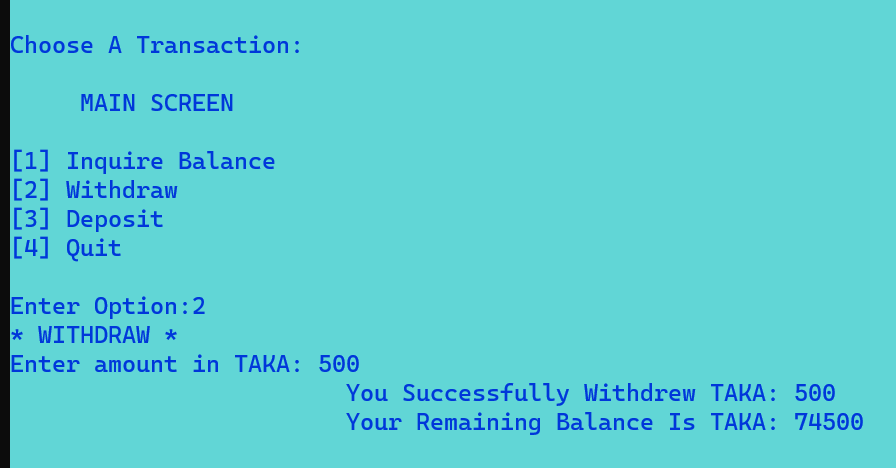 Choose A Transaction:
MAIN SCREEN
[1] Inquire Balance
[2] Withdraw
[3] Deposit
[4] Quit
Enter Option:2
* WITHDRAW *
Enter amount in TAKA: 500
You Successfully Withdrew TAKA: 500
Your Remaining Balance Is TAKA: 74500